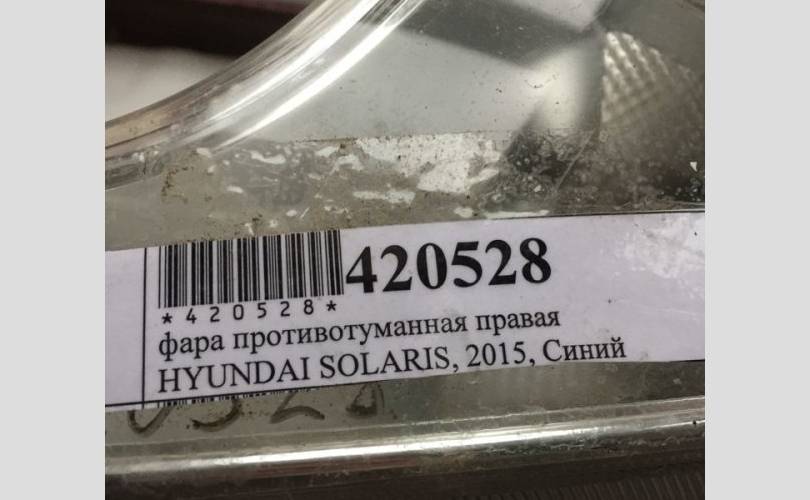 420528
*420528*
фара противотуманная правая
HYUNDAI SOLARIS, 2015, Синий